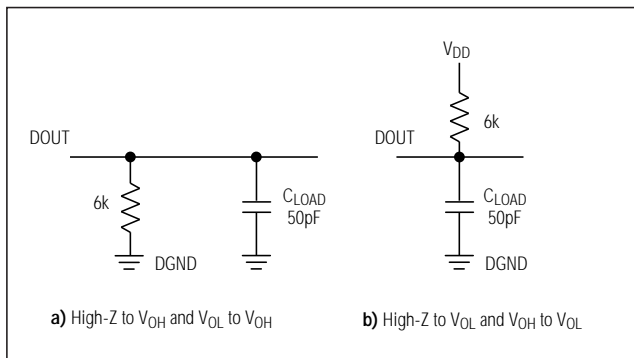 DOUT
6k
C_LOAD
50pF
DGND
a) High-Z to V_OH and V_OL to V_OH
V_DD
6k
DOUT
C_LOAD
50pF
DGND
b) High-Z to V_OL and V_OH to V_OL